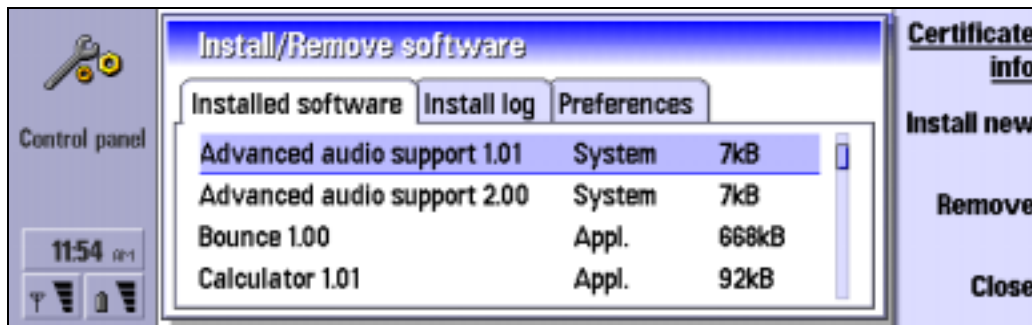 Control panel
11:54 AM
Install/Remove software
Installed software Install log Preferences
Advanced audio support 1.01 System 7kB
Advanced audio support 2.00 System 7kB
Bounce 1.00 Appl. 668kB
Calculator 1.01 Appl. 92kB
Certificate
info
Install new
Remove
Close